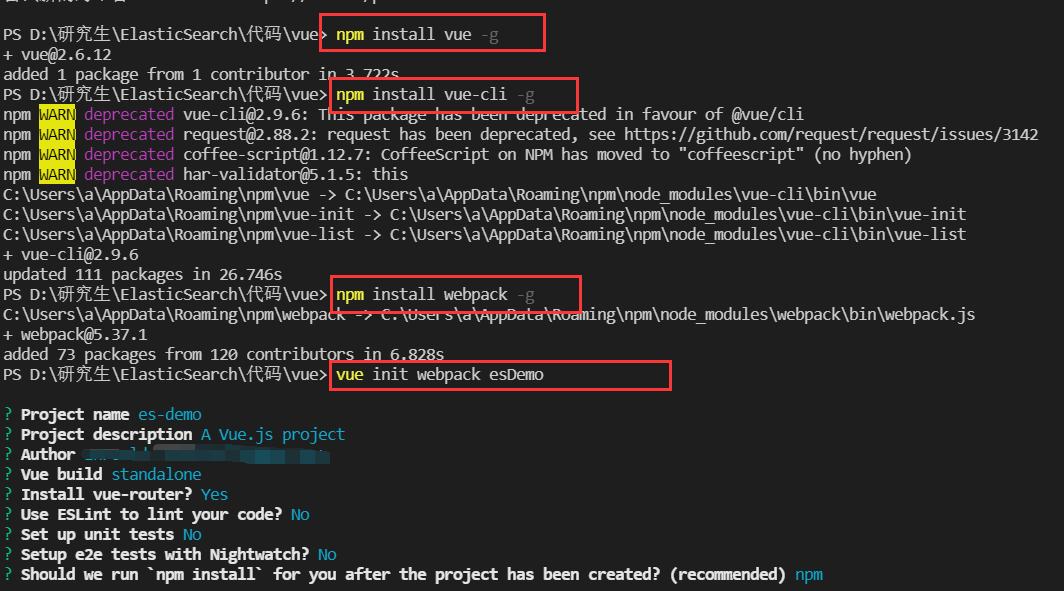 PS D:\研究生\ElasticSearch\代码\vue> npm install vue -g
+ vue@2.6.12
added 1 package from 1 contributor in 3.722s
PS D:\研究生\ElasticSearch\代码\vue> npm install vue-cli -g
npm WARN deprecated vue-cli@2.9.6: This package has been deprecated in favour of @vue/cli
npm WARN deprecated request@2.88.2: request has been deprecated, see https://github.com/request/request/issues/3142
npm WARN deprecated coffee-script@1.12.7: CoffeeScript on NPM has moved to "coffeescript" (no hyphen)
npm WARN deprecated har-validator@5.1.5: this
C:\Users\a\AppData\Roaming\npm\vue -> C:\Users\a\AppData\Roaming\npm\node_modules\vue-cli\bin\vue
C:\Users\a\AppData\Roaming\npm\vue-init -> C:\Users\a\AppData\Roaming\npm\node_modules\vue-cli\bin\vue-init
C:\Users\a\AppData\Roaming\npm\vue-list -> C:\Users\a\AppData\Roaming\npm\node_modules\vue-cli\bin\vue-list
+ vue-cli@2.9.6
updated 111 packages in 26.746s
PS D:\研究生\ElasticSearch\代码\vue> npm install webpack -g
C:\Users\a\AppData\Roaming\npm\webpack -> C:\Users\a\AppData\Roaming\npm\node_modules\webpack\bin\webpack.js
+ webpack@5.37.1
added 73 packages from 120 contributors in 6.828s
PS D:\研究生\ElasticSearch\代码\vue> vue init webpack esDemo
? Project name es-demo
? Project description A Vue.js project
? Author
? Vue build standalone
? Install vue-router? Yes
? Use ESLint to lint your code? No
? Set up unit tests No
? Setup e2e tests with Nightwatch? No
? Should we run `npm install` for you after the project has been created? (recommended) npm